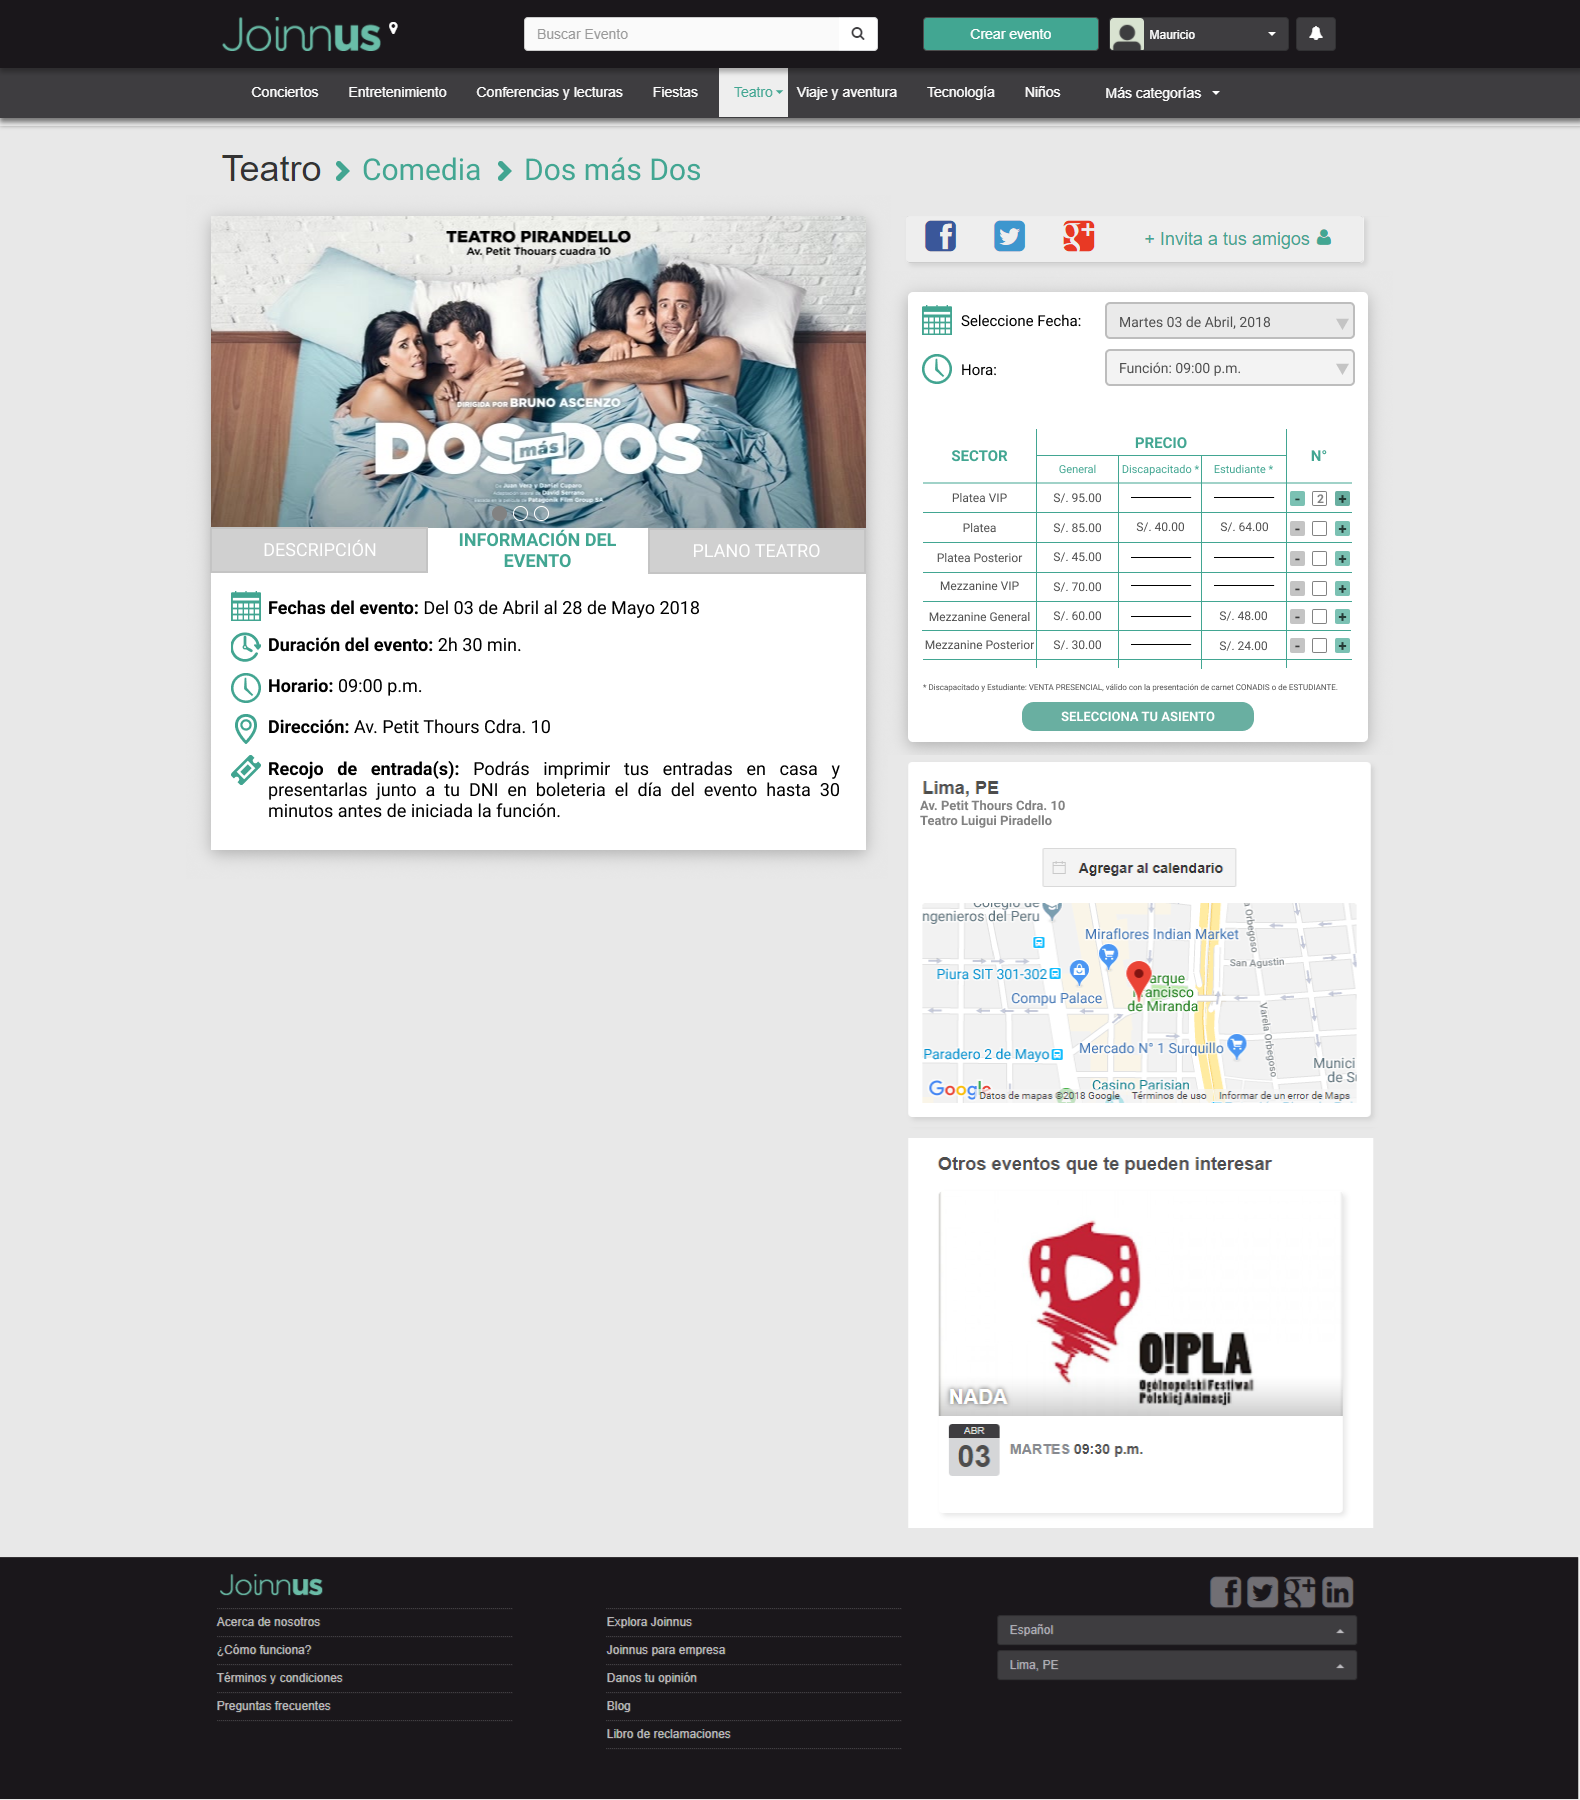 Joinnus
Buscar Evento
Crear evento
Mauricio
Conciertos
Entretenimiento
Conferencias y lecturas
Fiestas
Teatro
Viaje y aventura
Tecnología
Niños
Más categorías
Teatro
Comedia
Dos más Dos
TEATRO PIRANDELLO
Av. Petit Thouars cuadra 10
DIRIGIDA POR BRUNO ASCENZO
DOS más DOS
De Juan Vera y Daniel Cuparo
DESCRIPCIÓN
INFORMACIÓN DEL
EVENTO
PLANO TEATRO
Fechas del evento: Del 03 de Abril al 28 de Mayo 2018
Duración del evento: 2h 30 min.
Horario: 09:00 p.m.
Dirección: Av. Petit Thours Cdra. 10
Recojo de entrada(s): Podrás imprimir tus entradas en casa y
presentarlas junto a tu DNI en boleteria el día del evento hasta 30
minutos antes de iniciada la función.
+ Invita a tus amigos
Seleccione Fecha:
Martes 03 de Abril, 2018
Hora:
Función: 09:00 p.m.
SECTOR
PRECIO
N°
General
Discapacitado *
Estudiante *
Platea VIP S/. 95.00 - 2 +
Platea S/. 85.00 S/. 40.00 S/. 64.00 - +
Platea Posterior S/. 45.00 - +
Mezzanine VIP S/. 70.00 - +
Mezzanine General S/. 60.00 S/. 48.00 - +
Mezzanine Posterior S/. 30.00 S/. 24.00 - +
* Discapacitado y Estudiante: VENTA PRESENCIAL, válido con la presentación de carnet CONADIS o de ESTUDIANTE.
SELECCIONA TU ASIENTO
Lima, PE
Av. Petit Thours Cdra. 10
Teatro Luigui Piradello
Agregar al calendario
Colegio de
ngenieros del Peru
Miraflores Indian Market
Varela Orbegoso
San Agustin
Piura SIT 301-302
Compu Palace
arque
ancisco
de Miranda
Varela Orbegoso
Mercado N° 1 Surquillo
Paradero 2 de Mayo
Munici
de S
Casino Parisian
Google
Datos de mapas ©2018 Google
Términos de uso
Informar de un error de Maps
Otros eventos que te pueden interesar
O!PLA
Ogólnopolski Festiwal
Polskiej Animacji
NADA
ABR
03
MARTES 09:30 p.m.
Joinnus
Acerca de nosotros
¿Cómo funciona?
Términos y condiciones
Preguntas frecuentes
Explora Joinnus
Joinnus para empresa
Danos tu opinión
Blog
Libro de reclamaciones
Español
Lima, PE